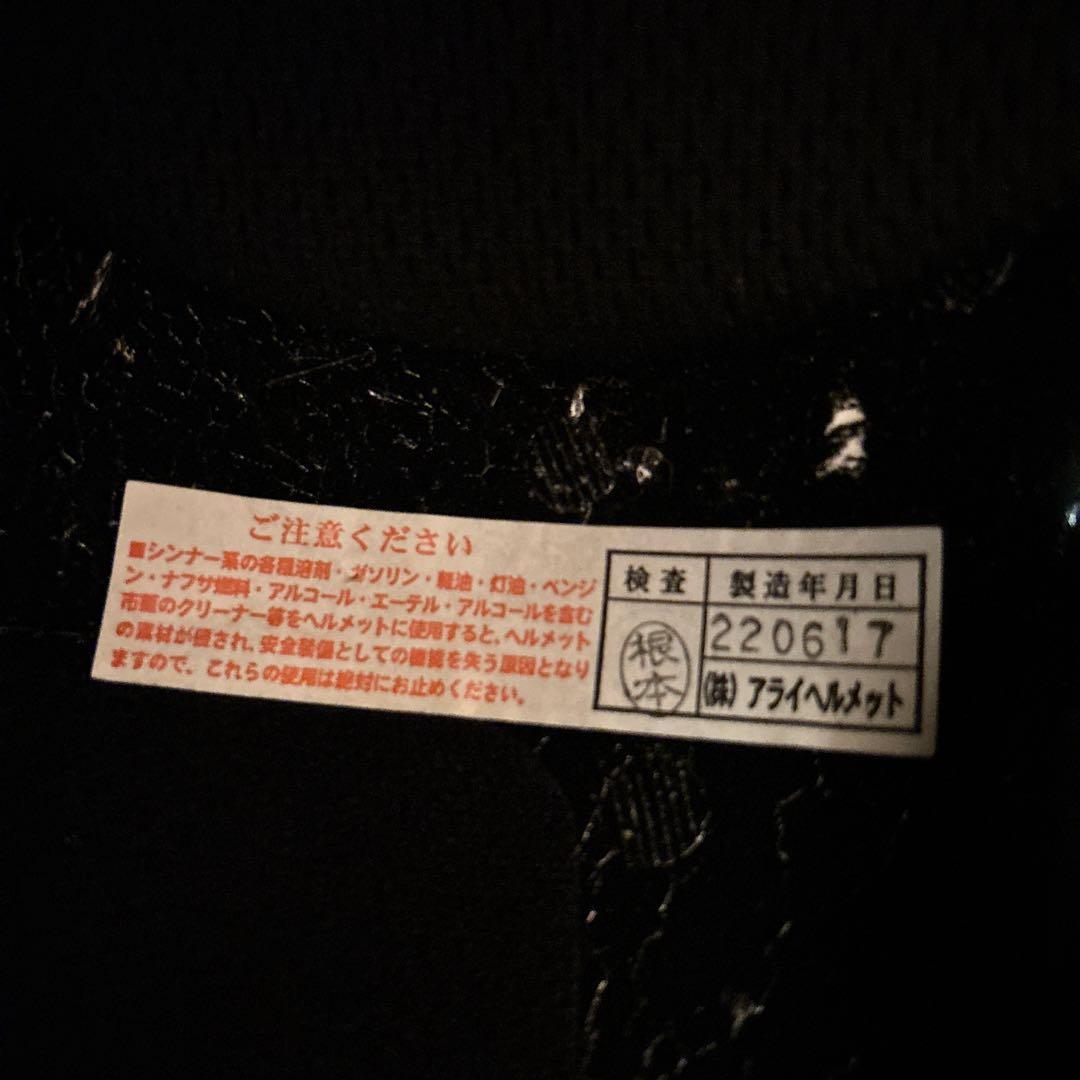 ご注意ください
■シンナー系の各種溶剤・ガソリン・軽油・灯油・ベンジ
ン・ナフサ燃料・アルコール・エーテル・アルコールを含む
市販のクリーナー等をヘルメットに使用すると、ヘルメット
の素材が侵され、安全装備としての機能を失う原因となり
ますので、これらの使用は絶対にお止めください。
検査
根本
製造年月日
220617
(株)アライヘルメット